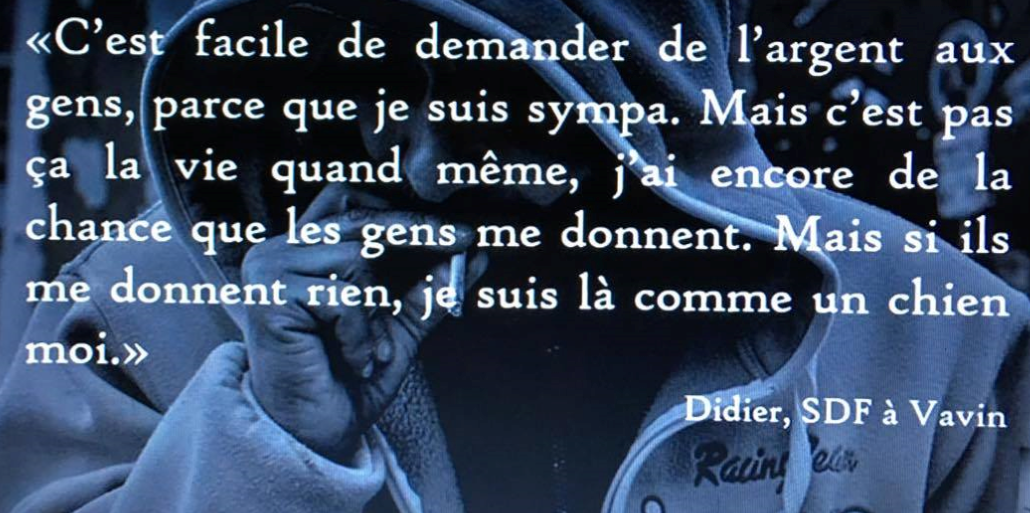 «C’est facile de demander de l’argent aux
gens, parce que je suis sympa. Mais c’est pas
ça la vie quand même, j’ai encore de la
chance que les gens me donnent. Mais si ils
me donnent rien, je suis là comme un chien
moi.»
Didier, SDF à Vavin
Racing